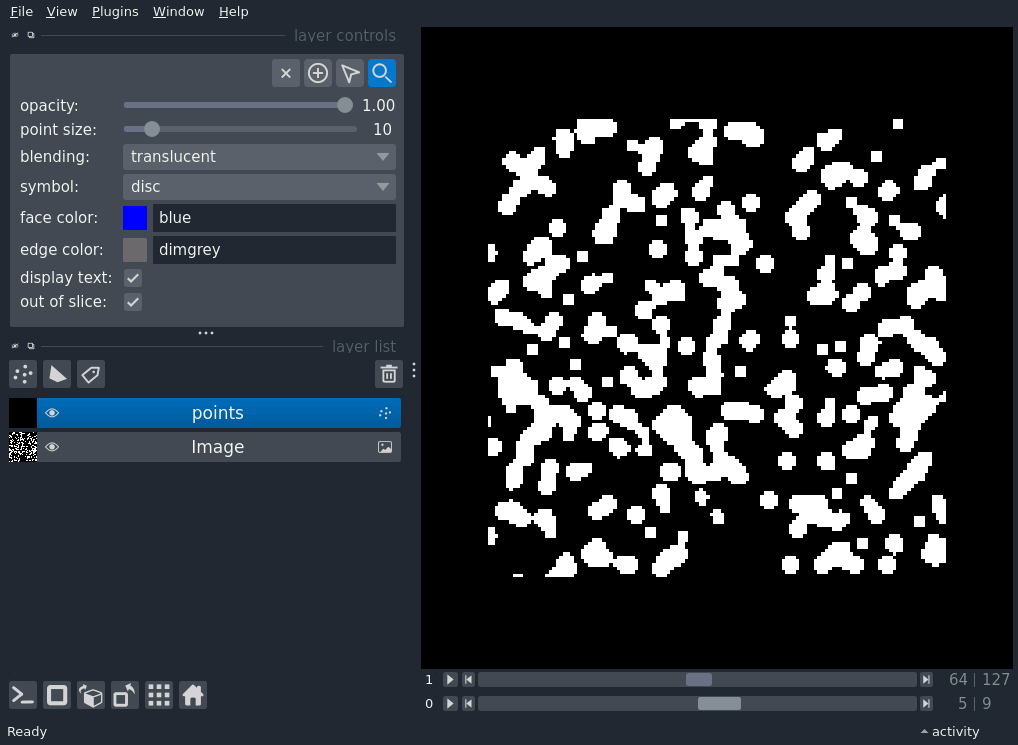 File View Plugins Window Help
layer controls
opacity: 1.00
point size: 10
blending: translucent
symbol: disc
face color: blue
edge color: dimgrey
display text:
out of slice:
layer list
points
Image
1 64 | 127
0 5 | 9
Ready activity